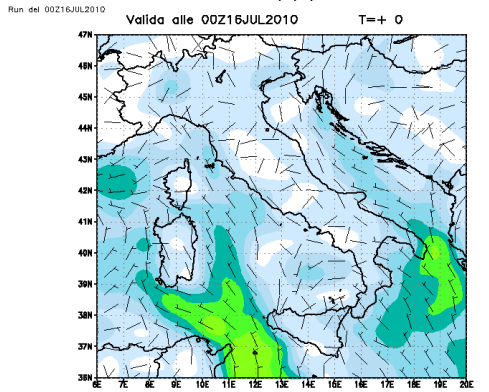 Run del 00Z16JUL2010
Valida alle 00Z16JUL2010 T=+ 0
47N
46N
45N
44N
43N
42N
41N
40N
39N
38N
37N
36N
6E 7E 8E 9E 10E 11E 12E 13E 14E 15E 16E 17E 18E 19E 20E